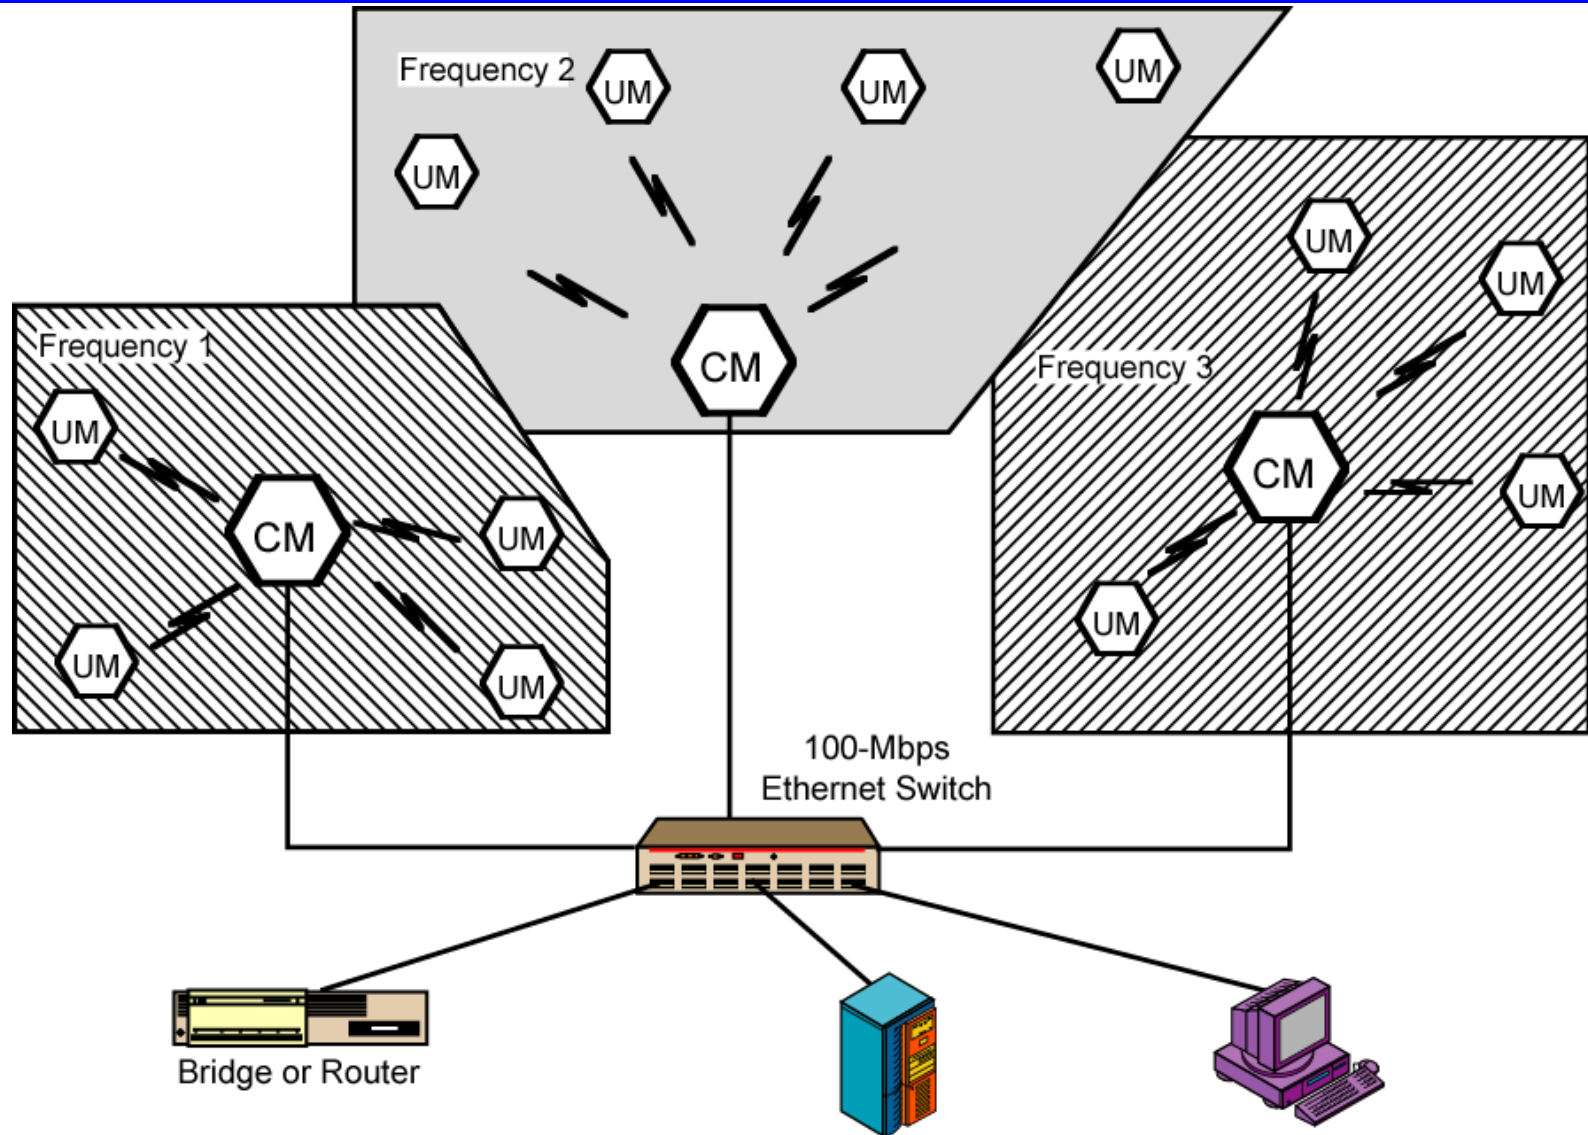 Frequency 2
UM
UM
UM
UM
CM
Frequency 1
UM
CM
UM
UM
UM
Frequency 3
UM
UM
CM
UM
UM
100-Mbps
Ethernet Switch
Bridge or Router